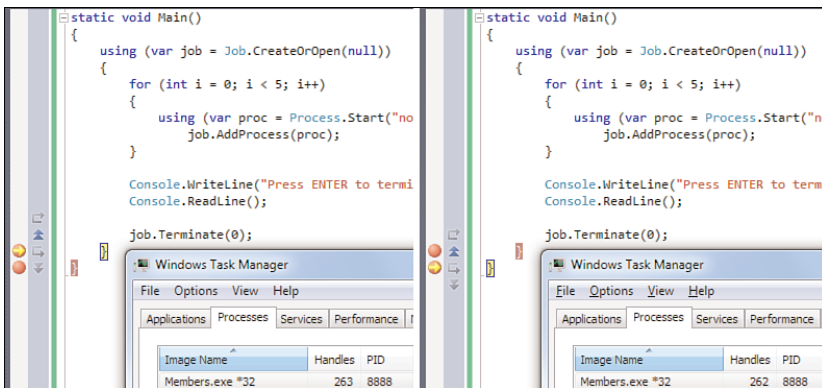 static void Main()
{
using (var job = Job.CreateOrOpen(null))
{
for (int i = 0; i < 5; i++)
{
using (var proc = Process.Start("no
job.AddProcess(proc);
}
Console.WriteLine("Press ENTER to termi
Console.ReadLine();
job.Terminate(0);
}
}
Windows Task Manager
File Options View Help
Applications Processes Services Performance
Image Name Handles PID
Members.exe *32 263 8888
static void Main()
{
using (var job = Job.CreateOrOpen(null))
{
for (int i = 0; i < 5; i++)
{
using (var proc = Process.Start("n
job.AddProcess(proc);
}
Console.WriteLine("Press ENTER to term
Console.ReadLine();
job.Terminate(0);
}
}
Windows Task Manager
File Options View Help
Applications Processes Services Performance
Image Name Handles PID
Members.exe *32 262 8888